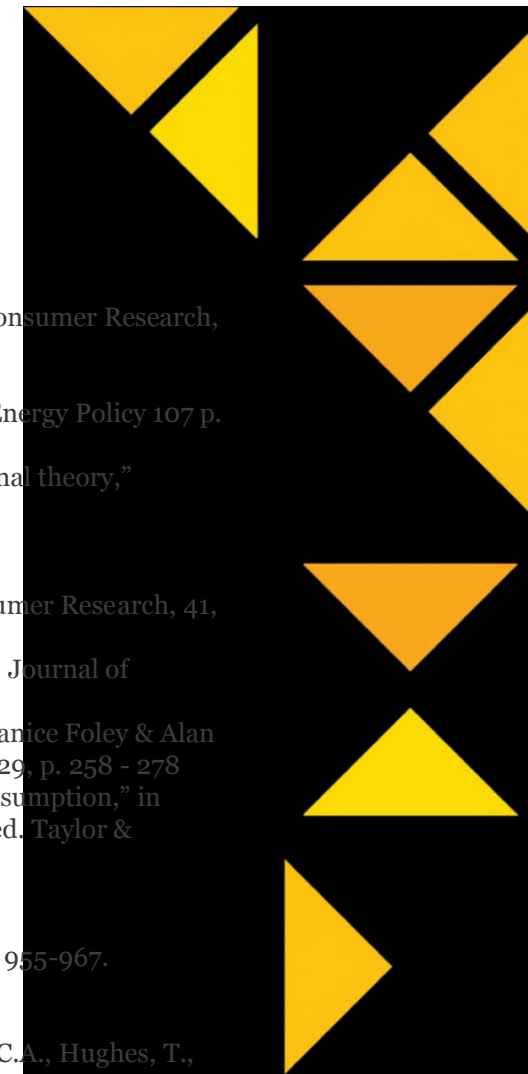 onsumer Research,
Energy Policy 107 p.
nal theory,”
umer Research, 41,
Journal of
anice Foley & Alan
29, p. 258 - 278
sumption,” in
ed. Taylor &
955-967.
C.A., Hughes, T.,